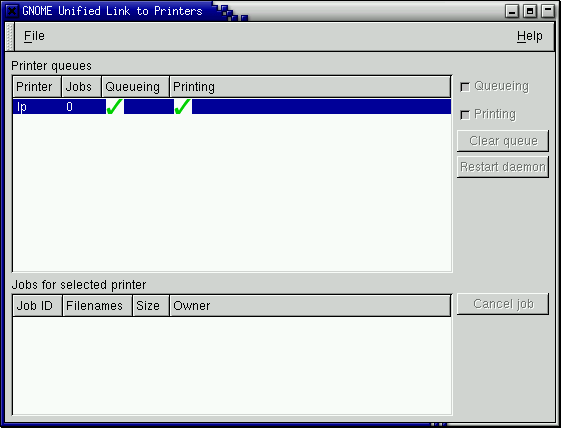 GNOME Unified Link to Printers
File Help
Printer queues
Printer Jobs Queueing Printing
lp 0
Queueing
Printing
Clear queue
Restart daemon
Jobs for selected printer
Job ID Filenames Size Owner
Cancel job